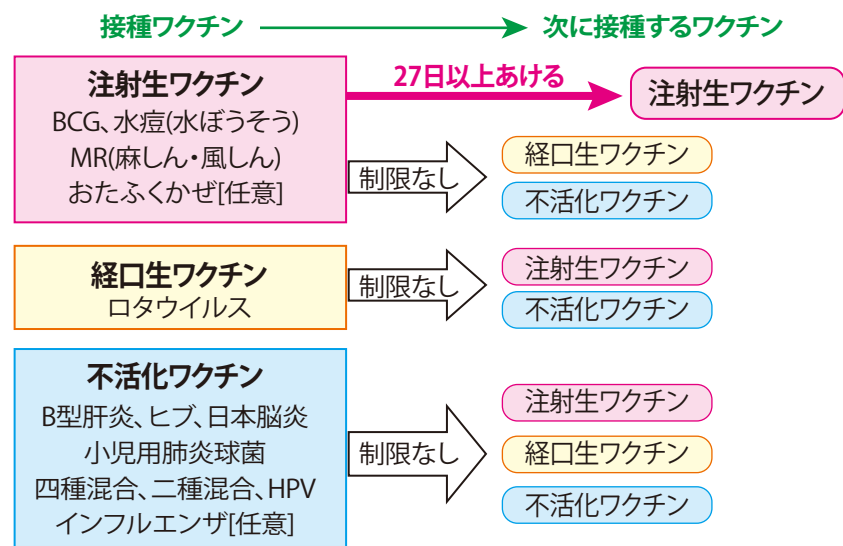 接種ワクチン
次に接種するワクチン
注射生ワクチン
BCG、水痘(水ぼうそう)
MR(麻しん・風しん)
おたふくかぜ[任意]
27日以上あける
注射生ワクチン
制限なし
経口生ワクチン
不活化ワクチン
経口生ワクチン
ロタウイルス
制限なし
注射生ワクチン
不活化ワクチン
不活化ワクチン
B型肝炎、ヒブ、日本脳炎
小児用肺炎球菌
四種混合、二種混合、HPV
インフルエンザ[任意]
制限なし
注射生ワクチン
経口生ワクチン
不活化ワクチン